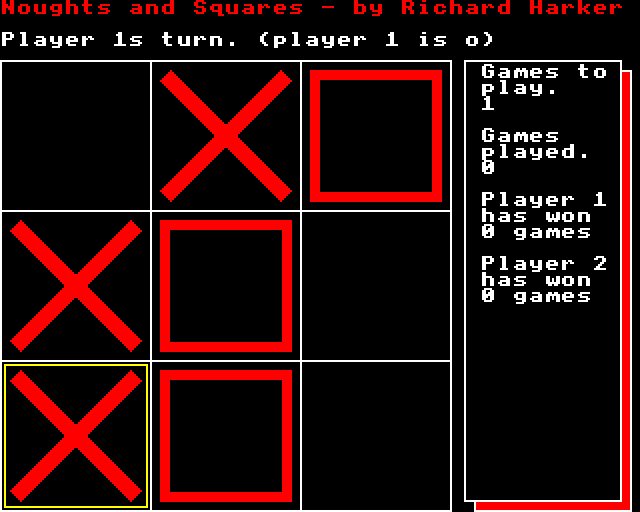 Noughts and Squares - by Richard Harker
Player 1s turn. (player 1 is o)
Games to
play.
1
Games
played.
0
Player 1
has won
0 games
Player 2
has won
0 games